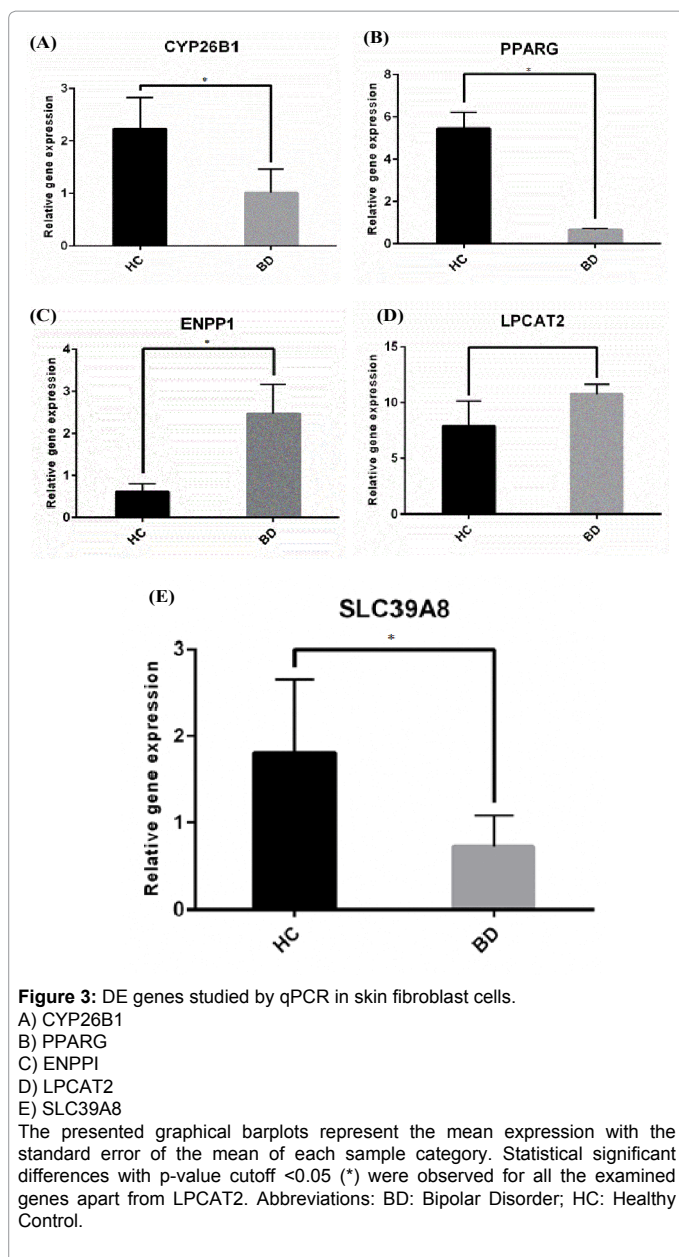 (A)
CYP26B1
Relative gene expression
3
2
1
0
*
HC
BD
(B)
PPARG
Relative gene expression
8
6
4
2
0
*
HC
BD
(C)
ENPP1
Relative gene expression
4
3
2
1
0
*
HC
BD
(D)
LPCAT2
Relative gene expression
15
10
5
0
HC
BD
(E)
SLC39A8
Relative gene expression
3
2
1
0
*
HC
BD
Figure 3: DE genes studied by qPCR in skin fibroblast cells.
A) CYP26B1
B) PPARG
C) ENPPI
D) LPCAT2
E) SLC39A8
The presented graphical barplots represent the mean expression with the
standard error of the mean of each sample category. Statistical significant
differences with p-value cutoff <0.05 (*) were observed for all the examined
genes apart from LPCAT2. Abbreviations: BD: Bipolar Disorder; HC: Healthy
Control.